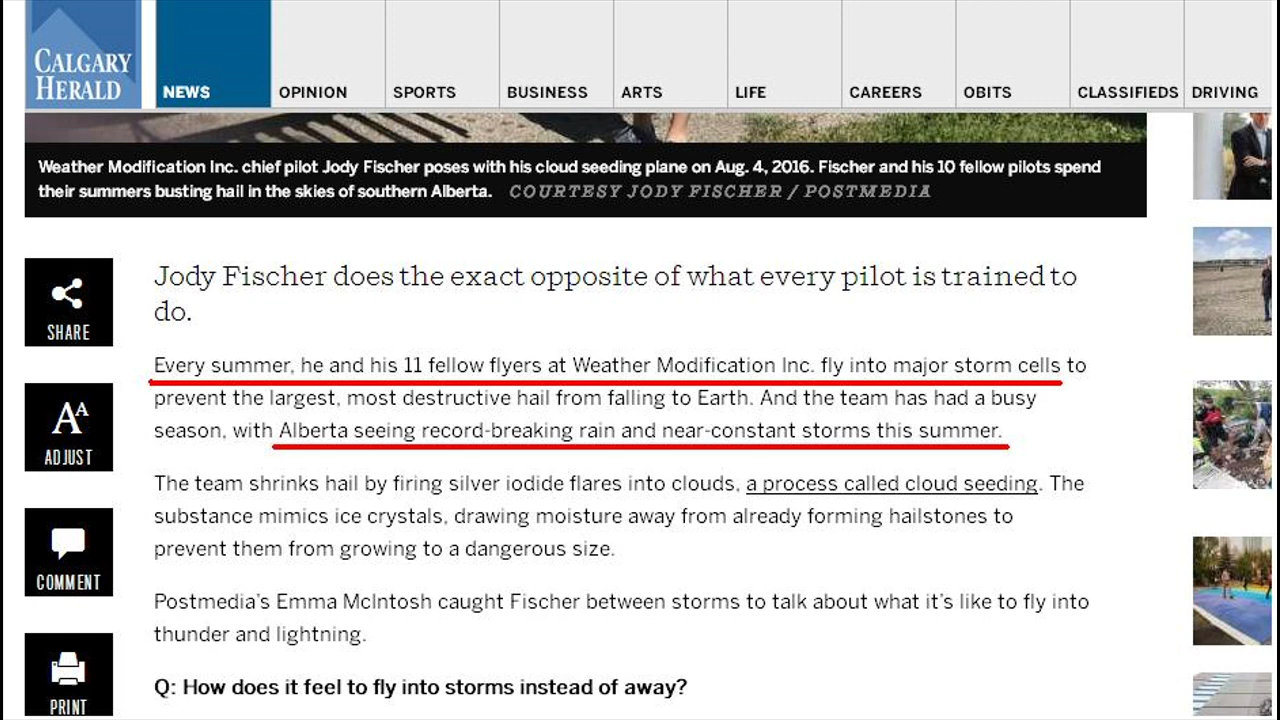 CALGARY
HERALD
NEWS
OPINION
SPORTS
BUSINESS
ARTS
LIFE
CAREERS
OBITS
CLASSIFIEDS
DRIVING
Weather Modification Inc. chief pilot Jody Fischer poses with his cloud seeding plane on Aug. 4, 2016. Fischer and his 10 fellow pilots spend
their summers busting hail in the skies of southern Alberta. COURTESY JODY FISCHER / POSTMEDIA
SHARE
ADJUST
COMMENT
PRINT
Jody Fischer does the exact opposite of what every pilot is trained to
do.
Every summer, he and his 11 fellow flyers at Weather Modification Inc. fly into major storm cells to
prevent the largest, most destructive hail from falling to Earth. And the team has had a busy
season, with Alberta seeing record-breaking rain and near-constant storms this summer.
The team shrinks hail by firing silver iodide flares into clouds, a process called cloud seeding. The
substance mimics ice crystals, drawing moisture away from already forming hailstones to
prevent them from growing to a dangerous size.
Postmedia's Emma McIntosh caught Fischer between storms to talk about what it's like to fly into
thunder and lightning.
Q: How does it feel to fly into storms instead of away?